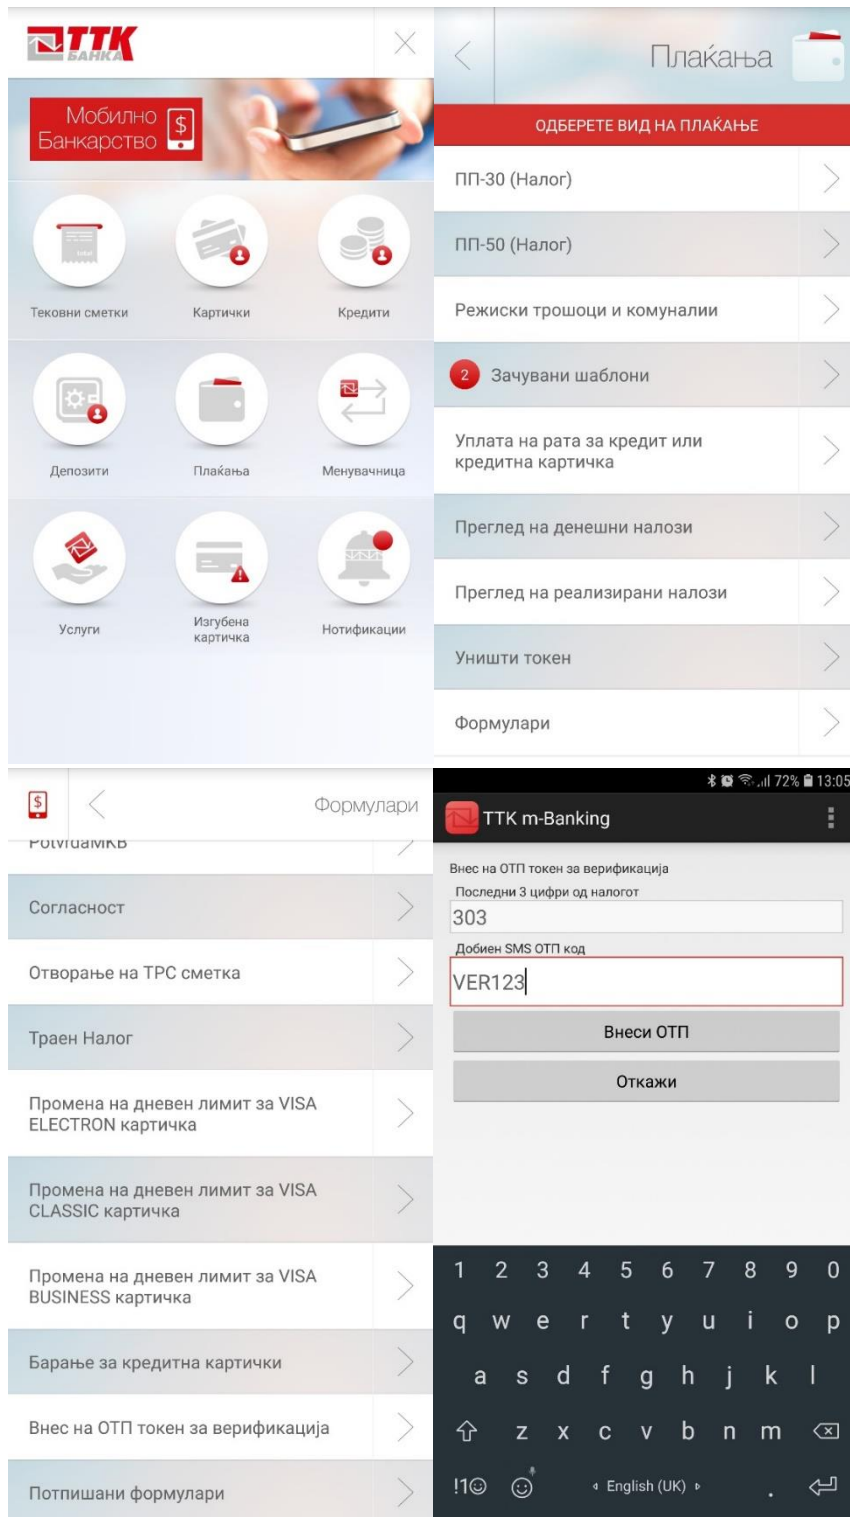 ТТК
БАНКА
Мобилно
Банкарство
$
total
Тековни сметки
Картички
Кредити
Депозити
Плаќања
Менувачница
Услуги
Изгубена
картичка
Нотификации
Плаќања
ОДБЕРЕТЕ ВИД НА ПЛАЌАЊЕ
ПП-30 (Налог)
ПП-50 (Налог)
Режиски трошоци и комуналии
2 Зачувани шаблони
Уплата на рата за кредит или
кредитна картичка
Преглед на денешни налози
Преглед на реализирани налози
Уништи токен
Формулари
$
Формулари
PotvrdaMKB
Согласност
Отворање на ТРС сметка
Траен Налог
Промена на дневен лимит за VISA
ELECTRON картичка
Промена на дневен лимит за VISA
CLASSIC картичка
Промена на дневен лимит за VISA
BUSINESS картичка
Барање за кредитна картички
Внес на ОТП токен за верификација
Потпишани формулари
72% 13:05
TTK m-Banking
Внес на ОТП токен за верификација
Последни 3 цифри од налогот
303
Добиен SMS ОТП код
VER123
Внеси ОТП
Откажи
1 2 3 4 5 6 7 8 9 0
q w e r t y u i o p
a s d f g h j k l
z x c v b n m
!1☺ English (UK) .